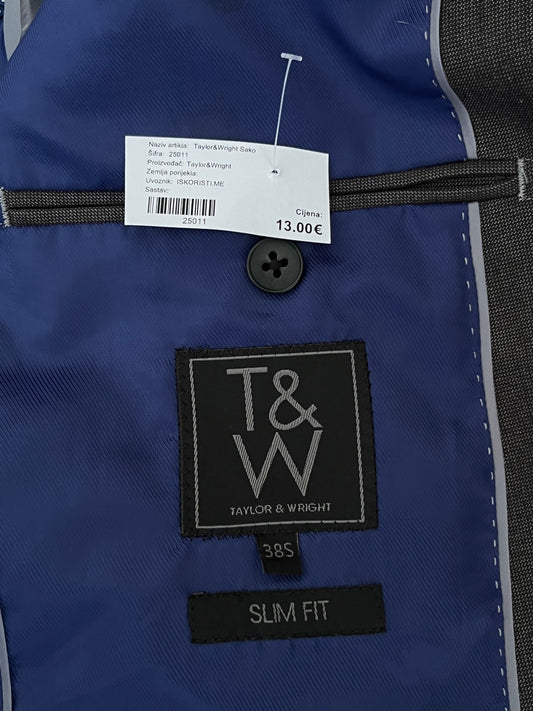 Naziv artikla: Taylor&Wright Sako
Šifra: 25011
Proizvođač: Taylor&Wright
Zemlja porijekla:
Uvoznik: ISKORISTI.ME
Sastav:
25011
Cijena:
13.00€
T&
W
TAYLOR & WRIGHT
38S
SLIM FIT